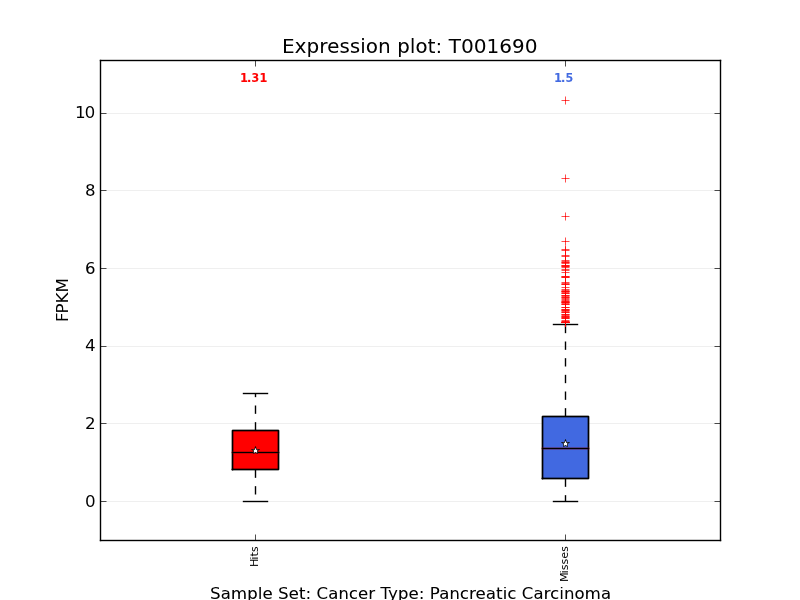 Expression plot: T001690
1.31
1.5
10
8
6
4
2
0
FPKM
Hits
Misses
Sample Set: Cancer Type: Pancreatic Carcinoma